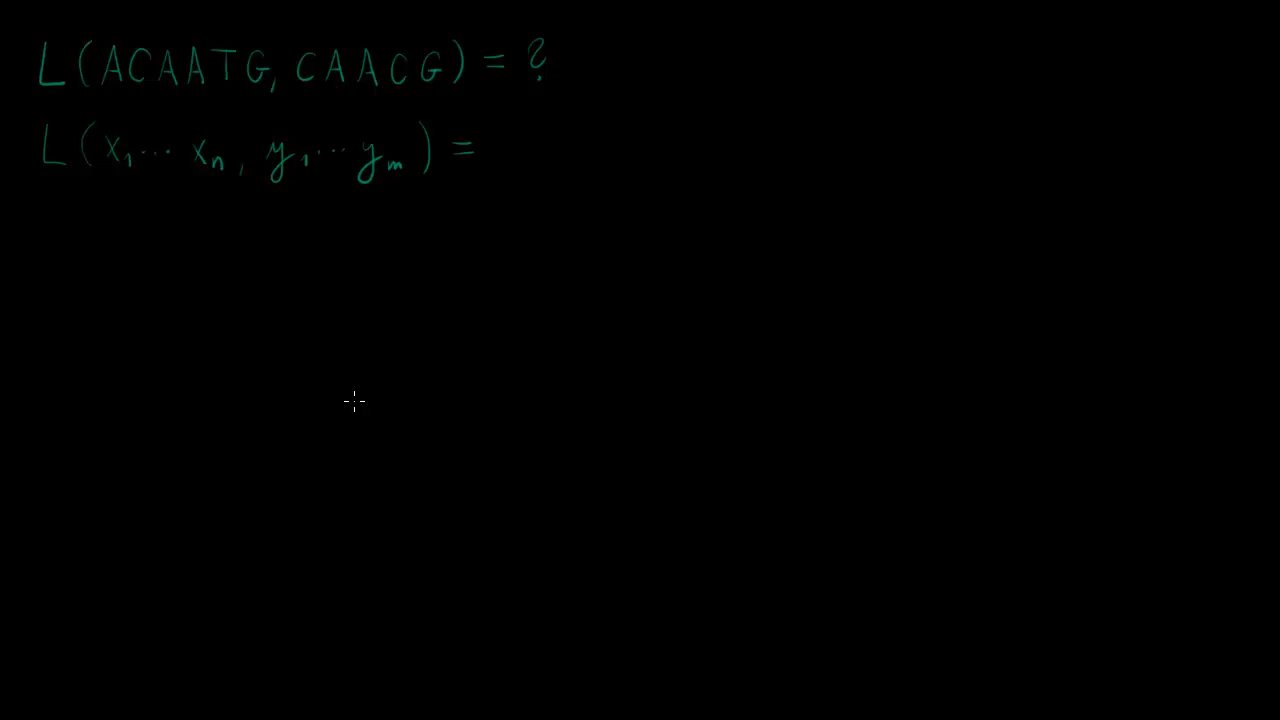 L(ACAATG, CAACG) = ?
L(x₁⋯xₙ, y₁⋯yₘ) =